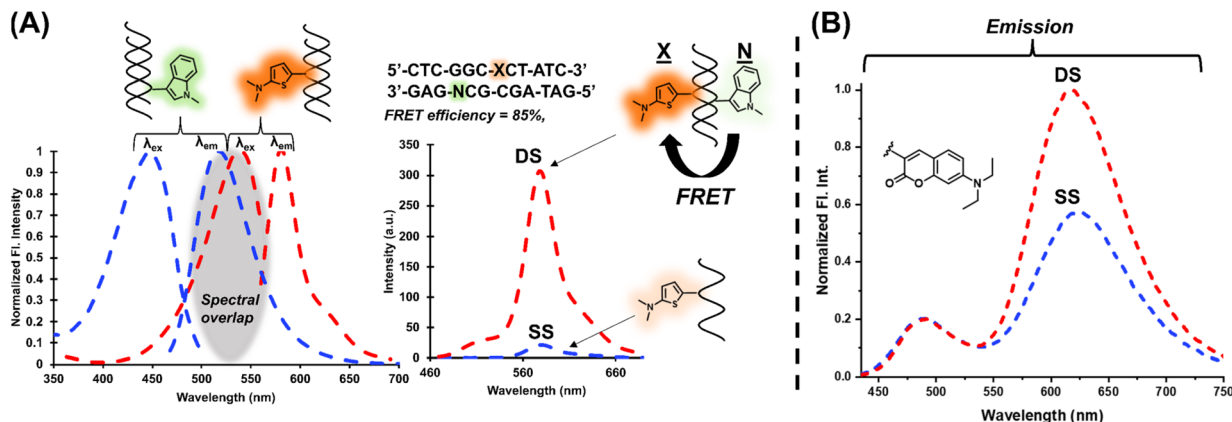 (A)
5’-CTC-GGC-XCT-ATC-3’
3’-GAG-NCG-CGA-TAG-5’
FRET efficiency = 85%,
X
N
N
S
N
S
N
FRET
λex
λem
λex
λem
Normalized Fl. Intensity
1
0.9
0.8
0.7
0.6
0.5
0.4
0.3
0.2
0.1
0
Spectral
overlap
350
450
500
550
600
700
Wavelength (nm)
Intensity (a.u.)
350
300
250
200
150
100
50
0
DS
SS
N
S
460
560
660
Wavelength (nm)
(B)
Emission
DS
SS
O
O
N
Normalized Fl. Int.
1.0
0.8
0.6
0.4
0.2
0.0
450
500
550
600
650
700
750
Wavelength (nm)